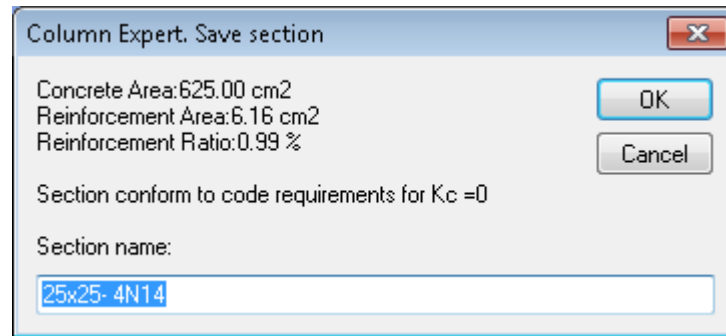 Column Expert. Save section
Concrete Area:625.00 cm2
Reinforcement Area:6.16 cm2
Reinforcement Ratio:0.99 %
OK
Cancel
Section conform to code requirements for Kc =0
Section name:
25x25- 4N14